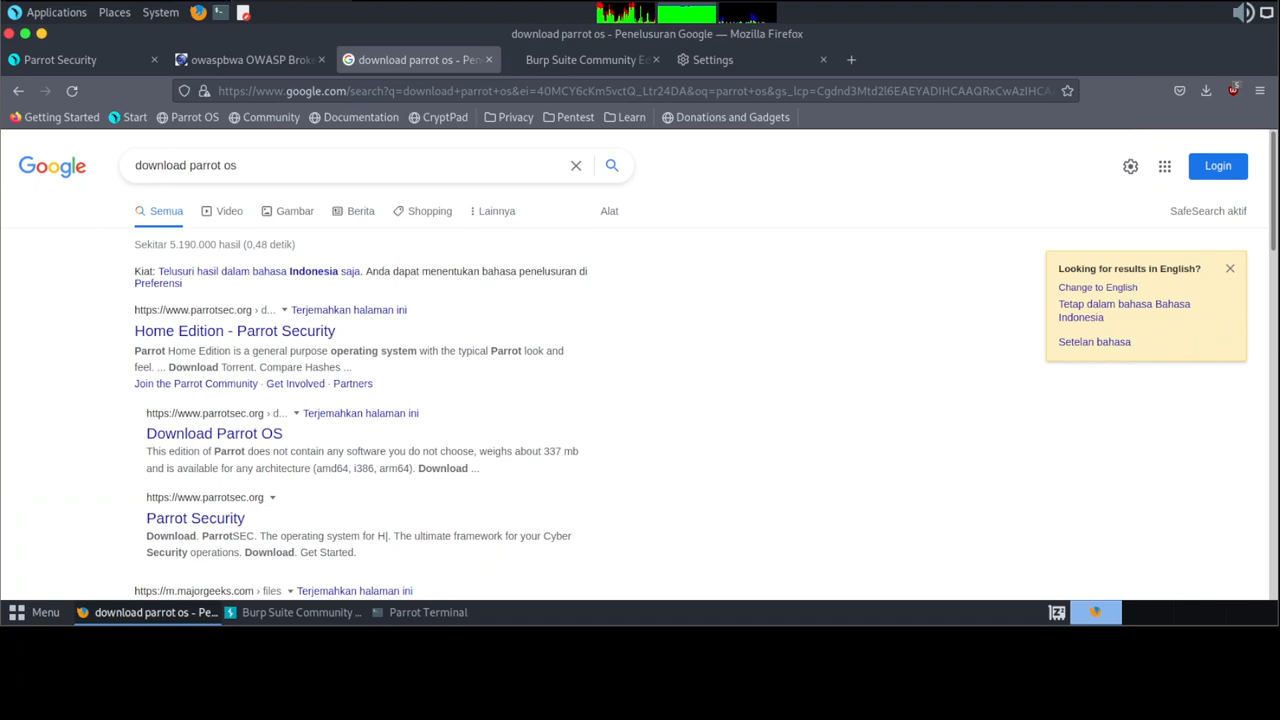 Applications Places System
download parrot os - Penelusuran Google — Mozilla Firefox
Parrot Security × owaspbwa OWASP Broke × download parrot os - Pen × Burp Suite Community Ed × Settings × +
https://www.google.com/search?q=download+parrot+os&ei=40MCY6cKm5vctQ_Ltr24DA&oq=parrot+os&gs_lcp=Cgdnd3Mtd2l6EAEYADIHCAAQRxCwAzIHCA
Getting Started Start Parrot OS Community Documentation CryptPad Privacy Pentest Learn Donations and Gadgets
Google download parrot os Login
Semua Video Gambar Berita Shopping Lainnya Alat SafeSearch aktif
Sekitar 5.190.000 hasil (0,48 detik)
Kiat: Telusuri hasil dalam bahasa Indonesia saja. Anda dapat menentukan bahasa penelusuran di
Preferensi
https://www.parrotsec.org › d... Terjemahkan halaman ini
Home Edition - Parrot Security
Parrot Home Edition is a general purpose operating system with the typical Parrot look and
feel. ... Download Torrent. Compare Hashes ...
Join the Parrot Community · Get Involved · Partners
https://www.parrotsec.org › d... Terjemahkan halaman ini
Download Parrot OS
This edition of Parrot does not contain any software you do not choose, weighs about 337 mb
and is available for any architecture (amd64, i386, arm64). Download ...
https://www.parrotsec.org
Parrot Security
Download. ParrotSEC. The operating system for H|. The ultimate framework for your Cyber
Security operations. Download. Get Started.
https://m.majorgeeks.com › files Terjemahkan halaman ini
Looking for results in English?
Change to English
Tetap dalam bahasa Bahasa
Indonesia
Setelan bahasa
Menu download parrot os - Pe... Burp Suite Community ... Parrot Terminal